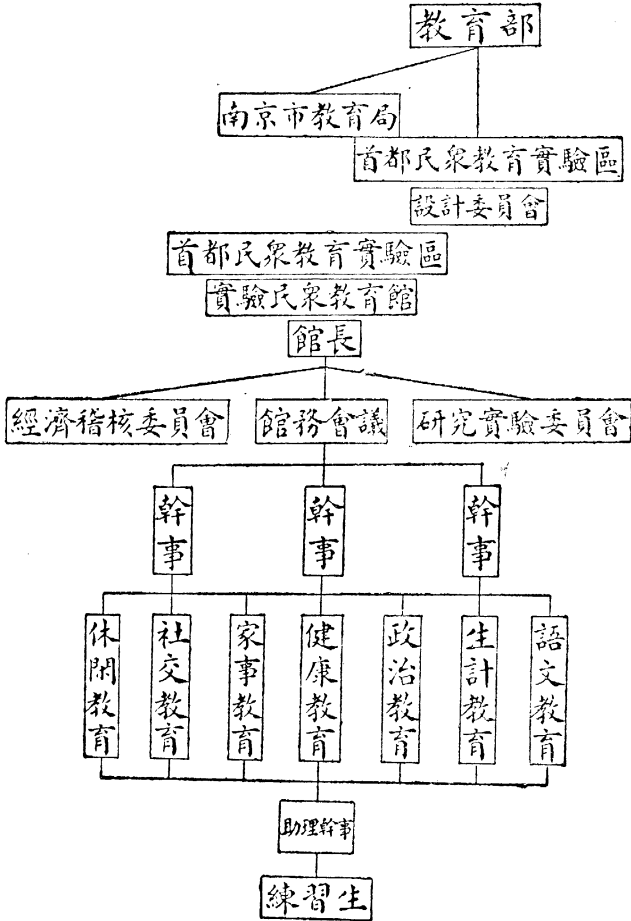 教育部
南京市教育局
首都民衆教育實驗區
設計委員會
首都民衆教育實驗區
實驗民衆教育館
館長
經濟稽核委員會
館務會議
研究實驗委員會
幹事
幹事
幹事
休閑教育
社交教育
家事教育
健康教育
政治教育
生計教育
語文教育
助理幹事
練習生